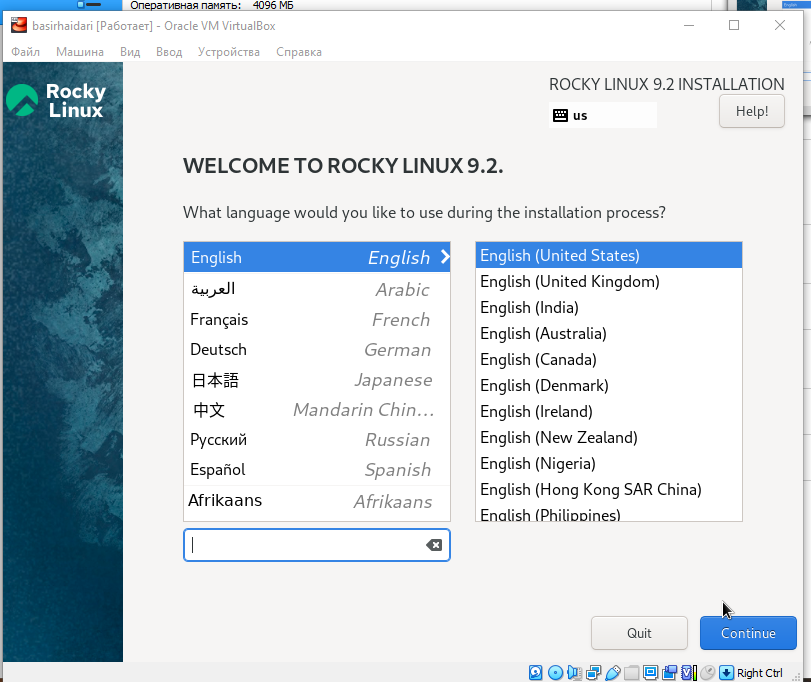 Оперативная память: 4096 МБ
basirhaidari [Работает] - Oracle VM VirtualBox
Файл Машина Вид Ввод Устройства Справка
Rocky
Linux
ROCKY LINUX 9.2 INSTALLATION
us
Help!
WELCOME TO ROCKY LINUX 9.2.
What language would you like to use during the installation process?
English English
العربية Arabic
Français French
Deutsch German
日本語 Japanese
中文 Mandarin Chin...
Русский Russian
Español Spanish
Afrikaans Afrikaans
English (United States)
English (United Kingdom)
English (India)
English (Australia)
English (Canada)
English (Denmark)
English (Ireland)
English (New Zealand)
English (Nigeria)
English (Hong Kong SAR China)
English (Philippines)
Quit
Continue
Right Ctrl